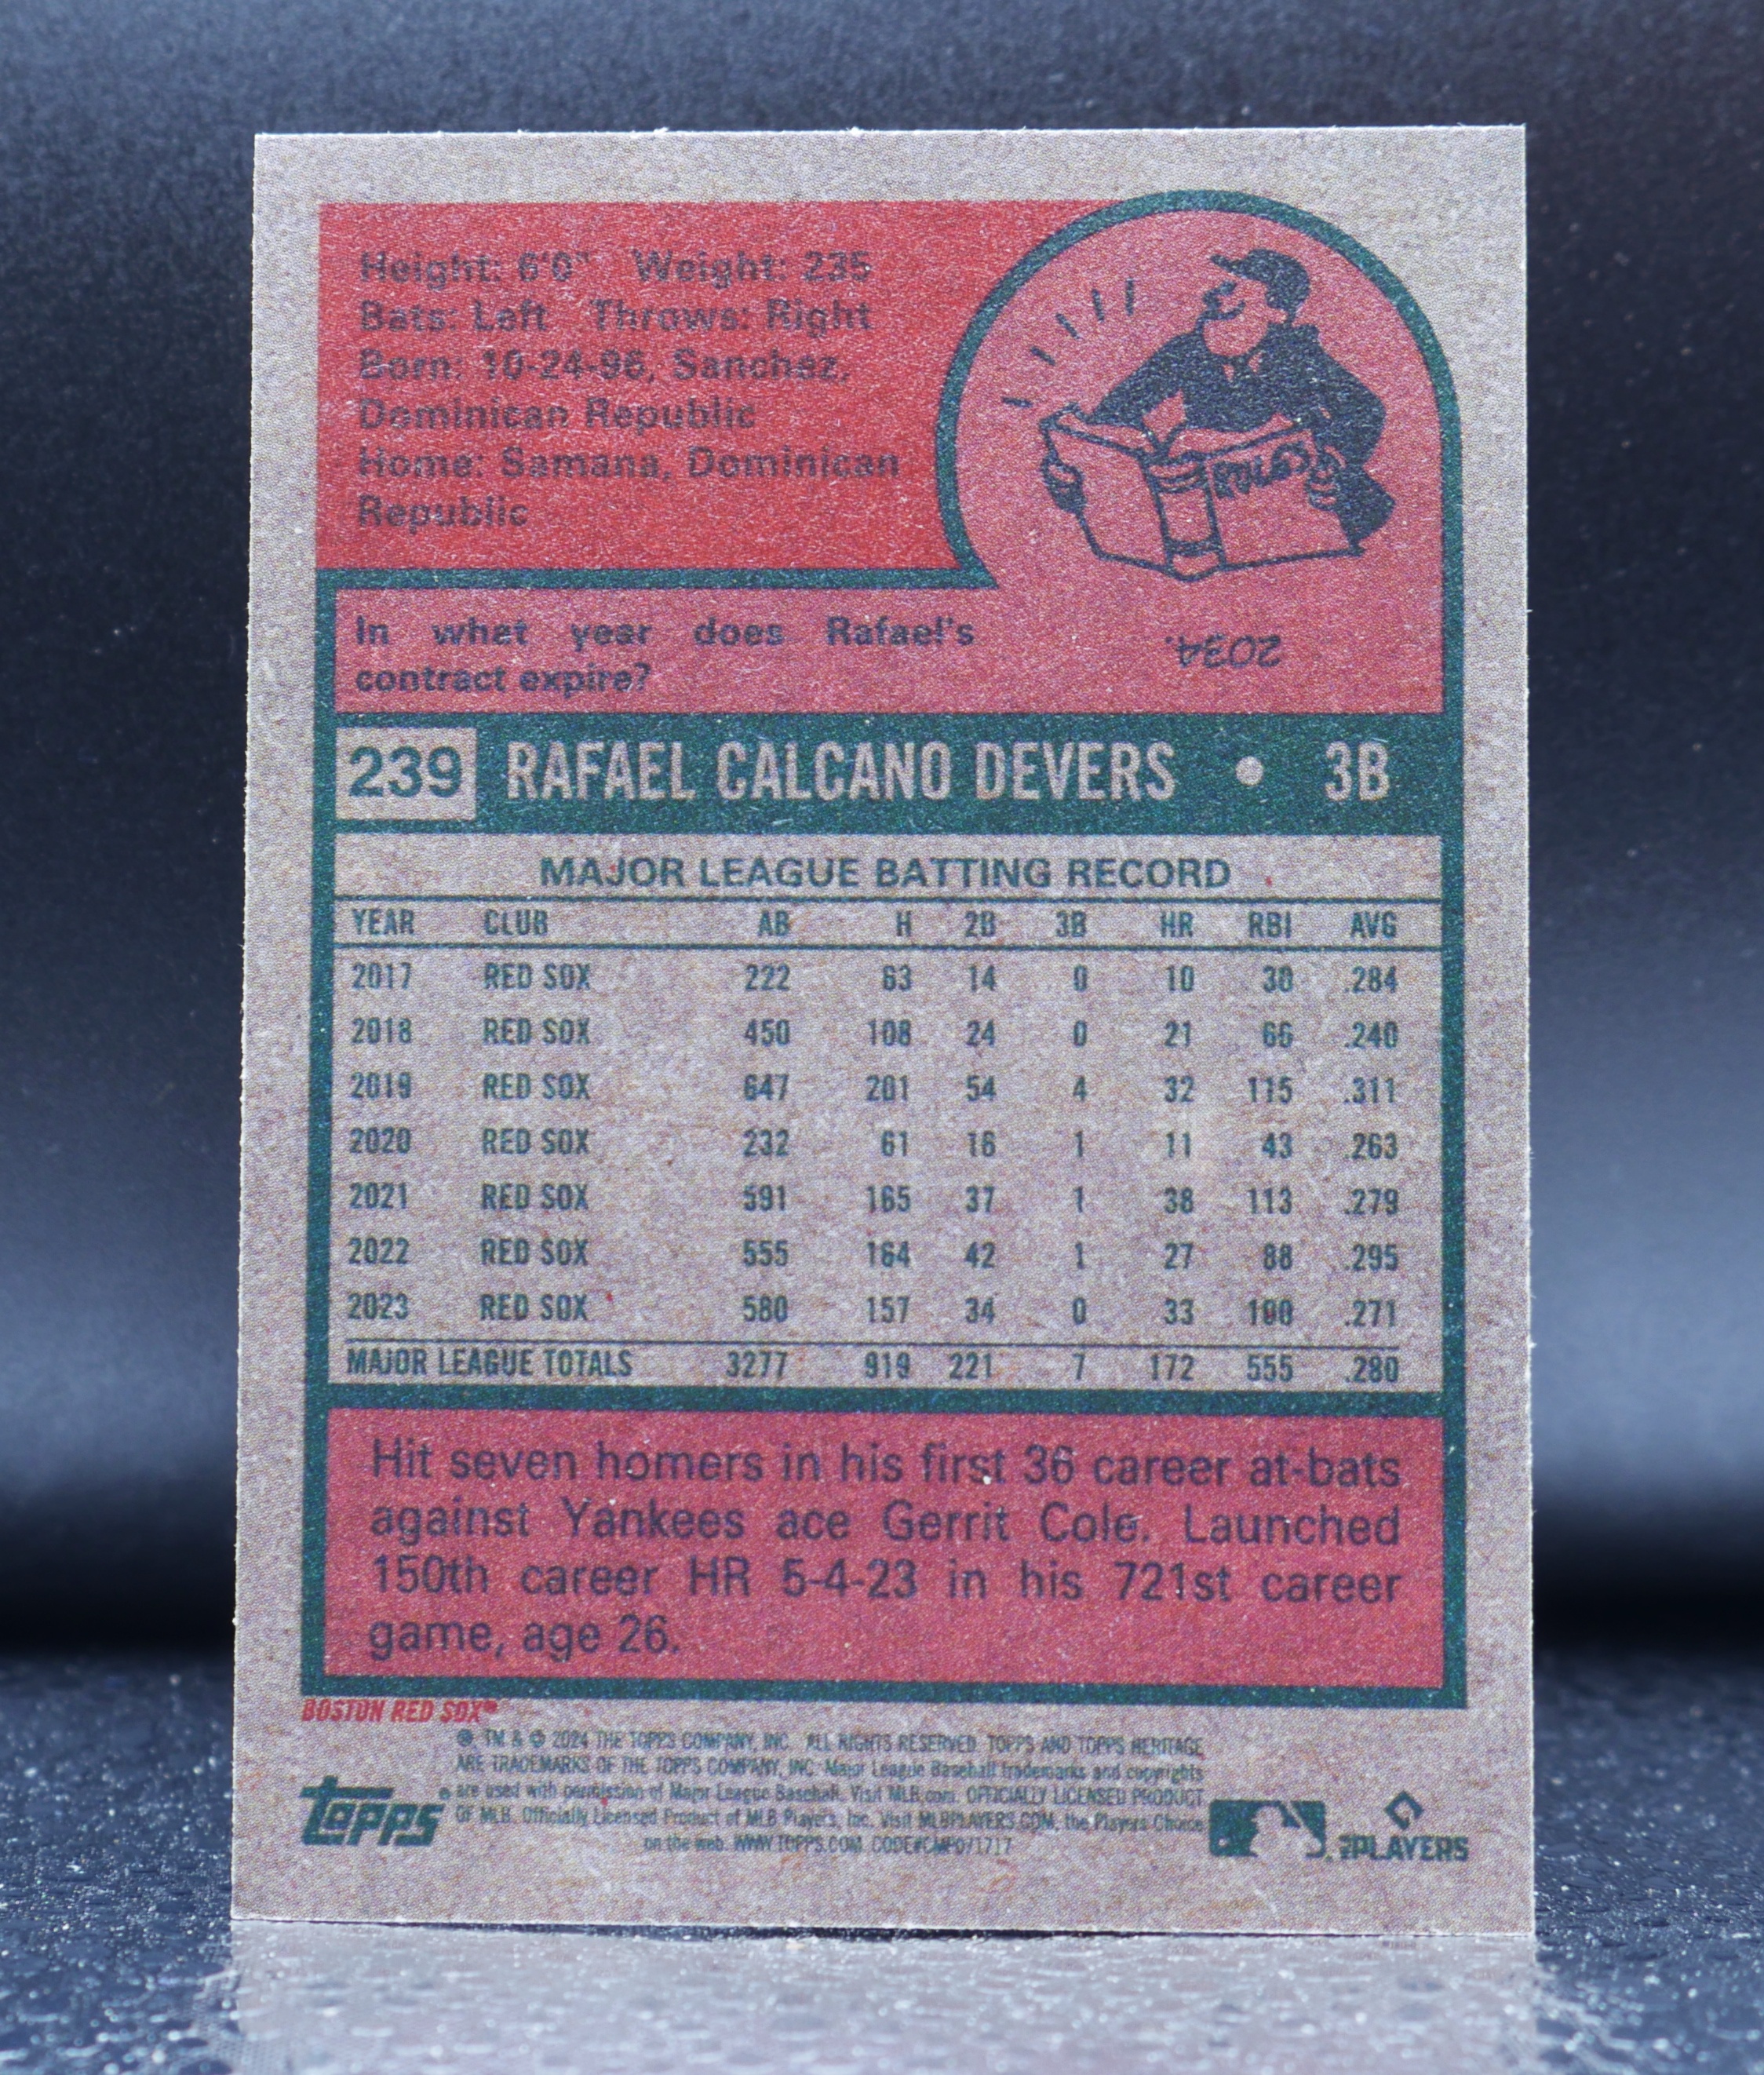 Height: 6'0" Weight: 235
Bats: Left Throws: Right
Born: 10-24-96, Sanchez,
Dominican Republic
Home: Samana, Dominican
Republic
In what year does Rafael's
contract expire?
2034.
239 RAFAEL CALCANO DEVERS • 3B
MAJOR LEAGUE BATTING RECORD
YEAR CLUB AB H 2B 3B HR RBI AVG
2017 RED SOX 222 63 14 0 10 30 .284
2018 RED SOX 450 108 24 0 21 66 .240
2019 RED SOX 647 201 54 4 32 115 .311
2020 RED SOX 232 61 16 1 11 43 .263
2021 RED SOX 591 165 37 1 38 113 .279
2022 RED SOX 555 164 42 1 27 88 .295
2023 RED SOX 580 157 34 0 33 100 .271
MAJOR LEAGUE TOTALS 3277 919 221 7 172 555 .280
Hit seven homers in his first 36 career at-bats
against Yankees ace Gerrit Cole. Launched
150th career HR 5-4-23 in his 721st career
game, age 26.
BOSTON RED SOX®
®, TM & © 2024 THE TOPPS COMPANY, INC. ALL RIGHTS RESERVED. TOPPS AND TOPPS HERITAGE
ARE TRADEMARKS OF THE TOPPS COMPANY, INC. Major League Baseball trademarks and copyrights
are used with permission of Major League Baseball. Visit MLB.com. OFFICIALLY LICENSED PRODUCT
OF MLB. Officially Licensed Product of MLB Players, Inc. Visit MLBPLAYERS.COM, the Players Choice
on the web. WWW.TOPPS.COM CODE#CMP071717
topps
PLAYERS